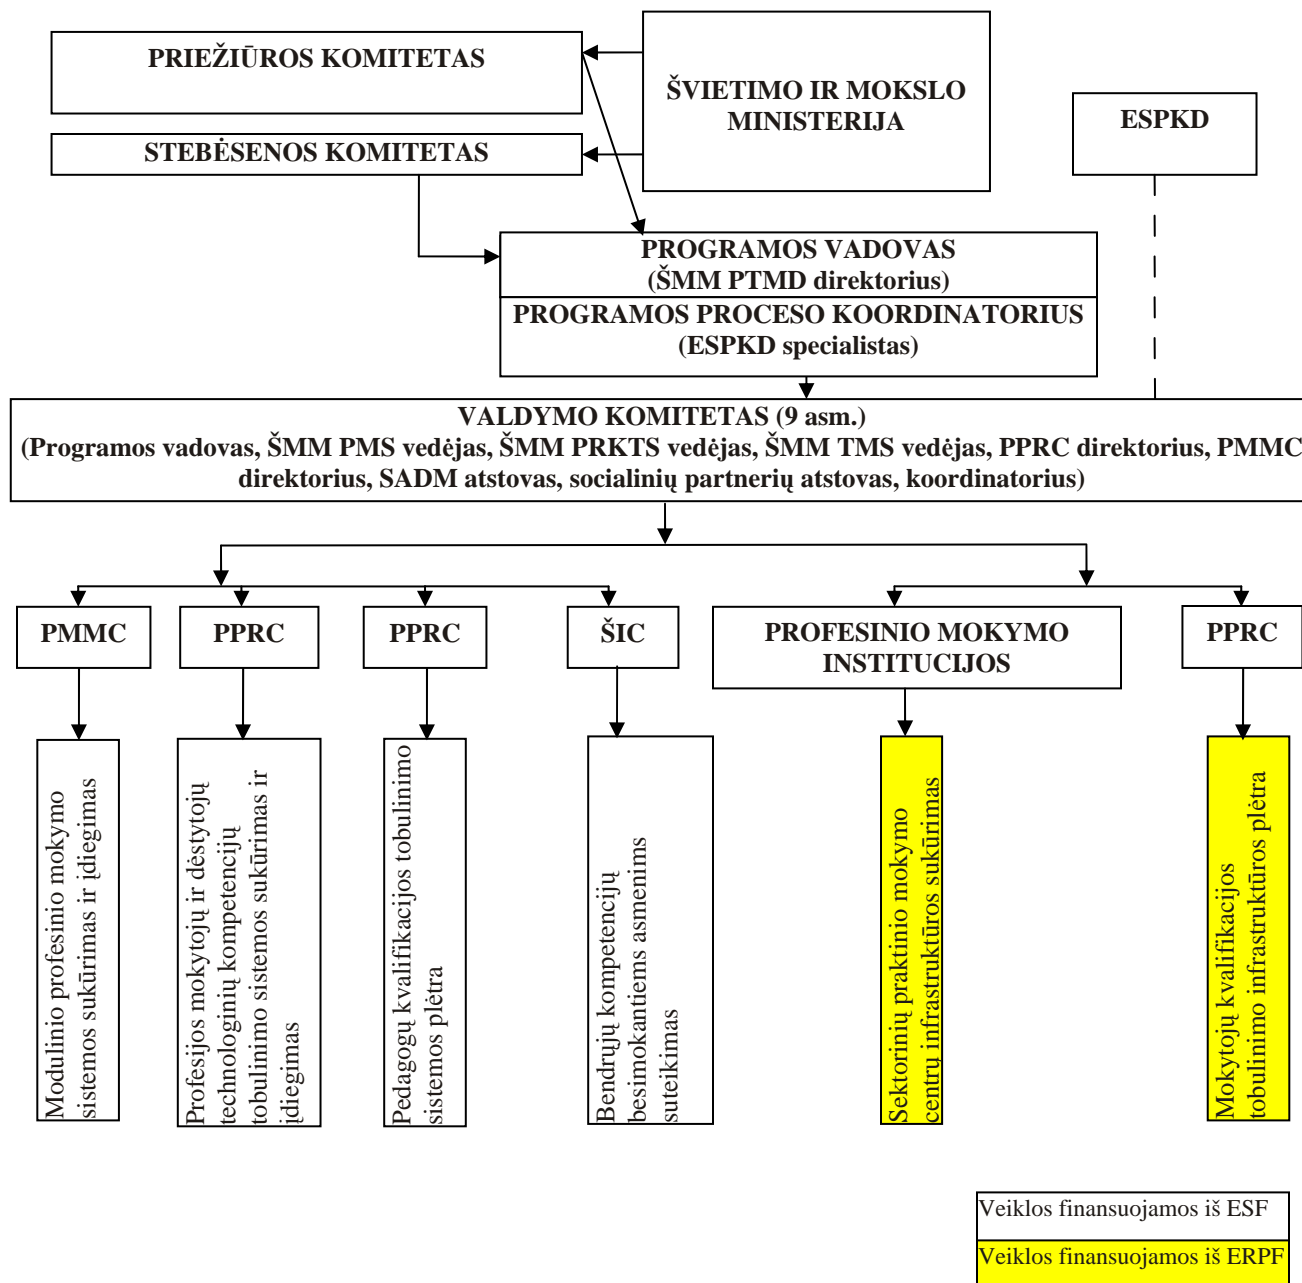 PRIEŽIŪROS KOMITETAS
ŠVIETIMO IR MOKSLO
MINISTERIJA
ESPKD
STEBĖSENOS KOMITETAS
PROGRAMOS VADOVAS
(ŠMM PTMD direktorius)
PROGRAMOS PROCESO KOORDINATORIUS
(ESPKD specialistas)
VALDYMO KOMITETAS (9 asm.)
(Programos vadovas, ŠMM PMS vedėjas, ŠMM PRKTS vedėjas, ŠMM TMS vedėjas, PPRC direktorius, PMMC
direktorius, SADM atstovas, socialinių partnerių atstovas, koordinatorius)
PMMC
PPRC
PPRC
ŠIC
PROFESINIO MOKYMO
INSTITUCIJOS
PPRC
Modulinio profesinio mokymo
sistemos sukūrimas ir įdiegimas
Profesijos mokytojų ir dėstytojų
technologinių kompetencijų
tobulinimo sistemos sukūrimas ir
įdiegimas
Pedagogų kvalifikacijos tobulinimo
sistemos plėtra
Bendrųjų kompetencijų
besimokantiems asmenims
suteikimas
Sektorinių praktinio mokymo
centrų infrastruktūros sukūrimas
Mokytojų kvalifikacijos
tobulinimo infrastruktūros plėtra
Veiklos finansuojamos iš ESF
Veiklos finansuojamos iš ERPF